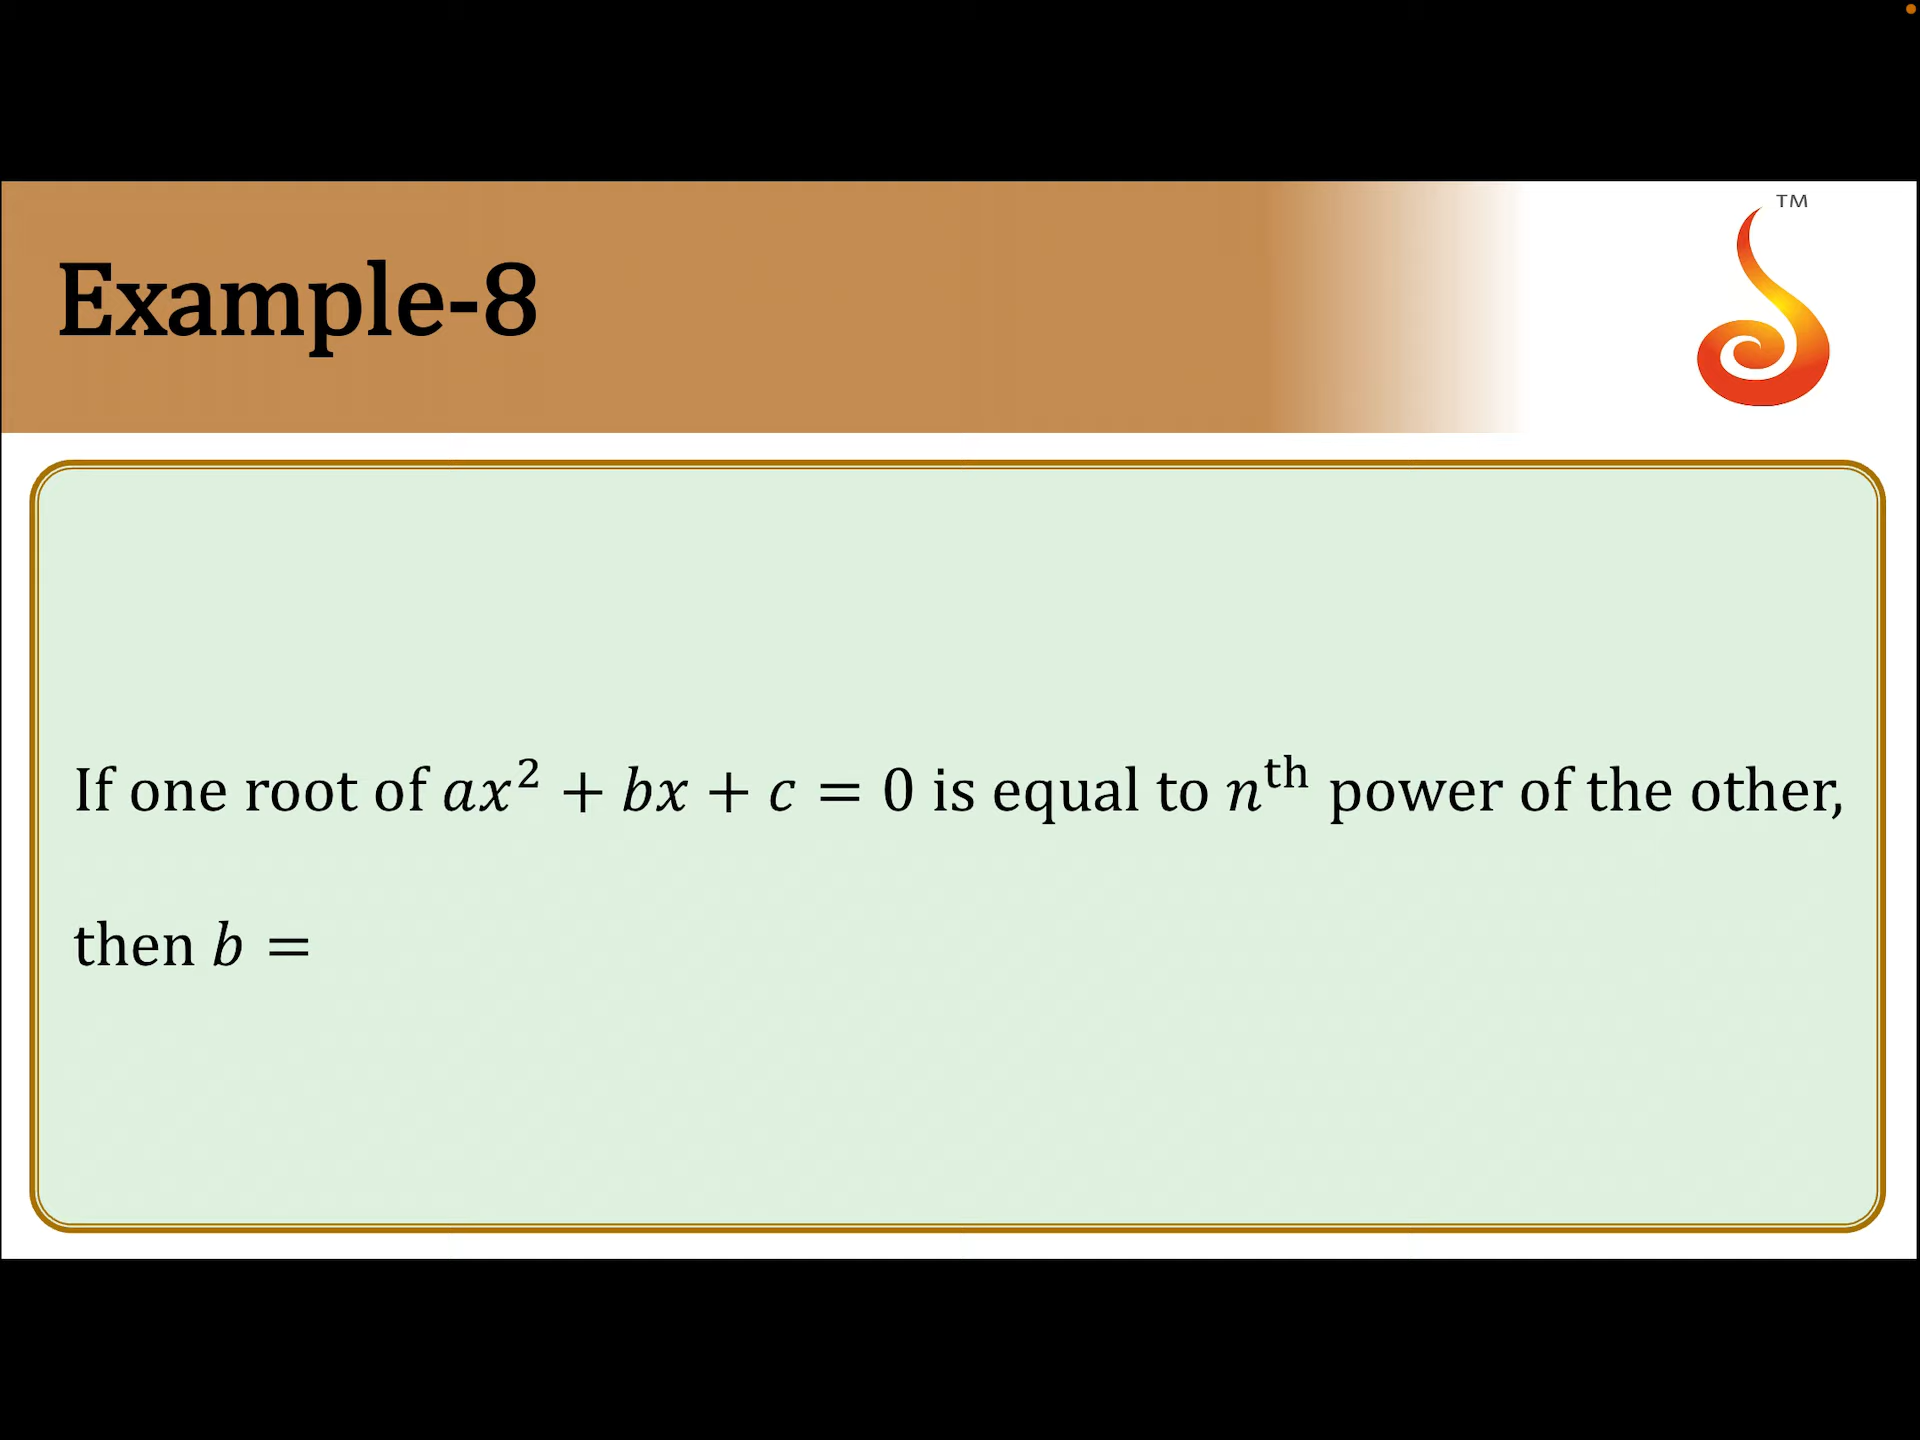 TM
Example-8
If one root of 𝑎𝑥² + 𝑏𝑥 + 𝑐 = 0 is equal to 𝑛ᵗʰ power of the other,
then 𝑏 =